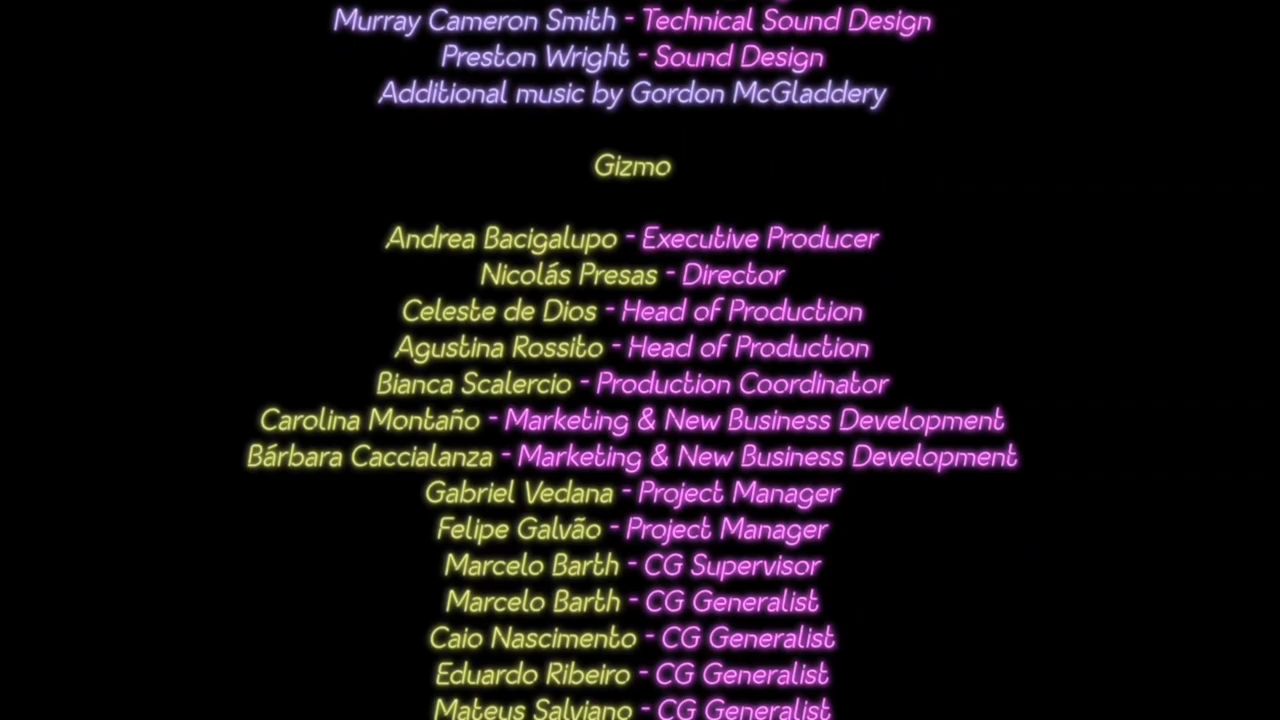 Murray Cameron Smith - Technical Sound Design
Preston Wright - Sound Design
Additional music by Gordon McGladdery
Gizmo
Andrea Bacigalupo - Executive Producer
Nicolás Presas - Director
Celeste de Dios - Head of Production
Agustina Rossito - Head of Production
Bianca Scalercio - Production Coordinator
Carolina Montaño - Marketing & New Business Development
Bárbara Caccialanza - Marketing & New Business Development
Gabriel Vedana - Project Manager
Felipe Galvão - Project Manager
Marcelo Barth - CG Supervisor
Marcelo Barth - CG Generalist
Caio Nascimento - CG Generalist
Eduardo Ribeiro - CG Generalist
Mateus Salviano - CG Generalist